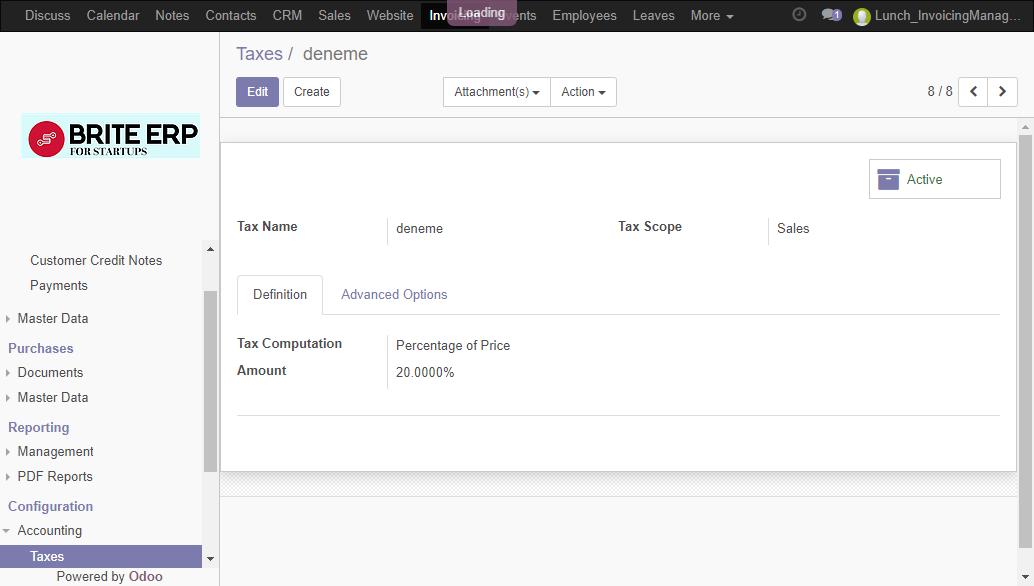 Discuss Calendar Notes Contacts CRM Sales Website Invoicing Events Employees Leaves More 1 Lunch_InvoicingManag...
Loading
Taxes / deneme
Edit Create Attachment(s) Action 8 / 8
BRITE ERP
FOR STARTUPS
Active
Tax Name deneme Tax Scope Sales
Customer Credit Notes
Payments
Definition Advanced Options
Master Data
Tax Computation Percentage of Price
Purchases
Amount 20.0000%
Documents
Master Data
Reporting
Management
PDF Reports
Configuration
Accounting
Taxes
Powered by Odoo